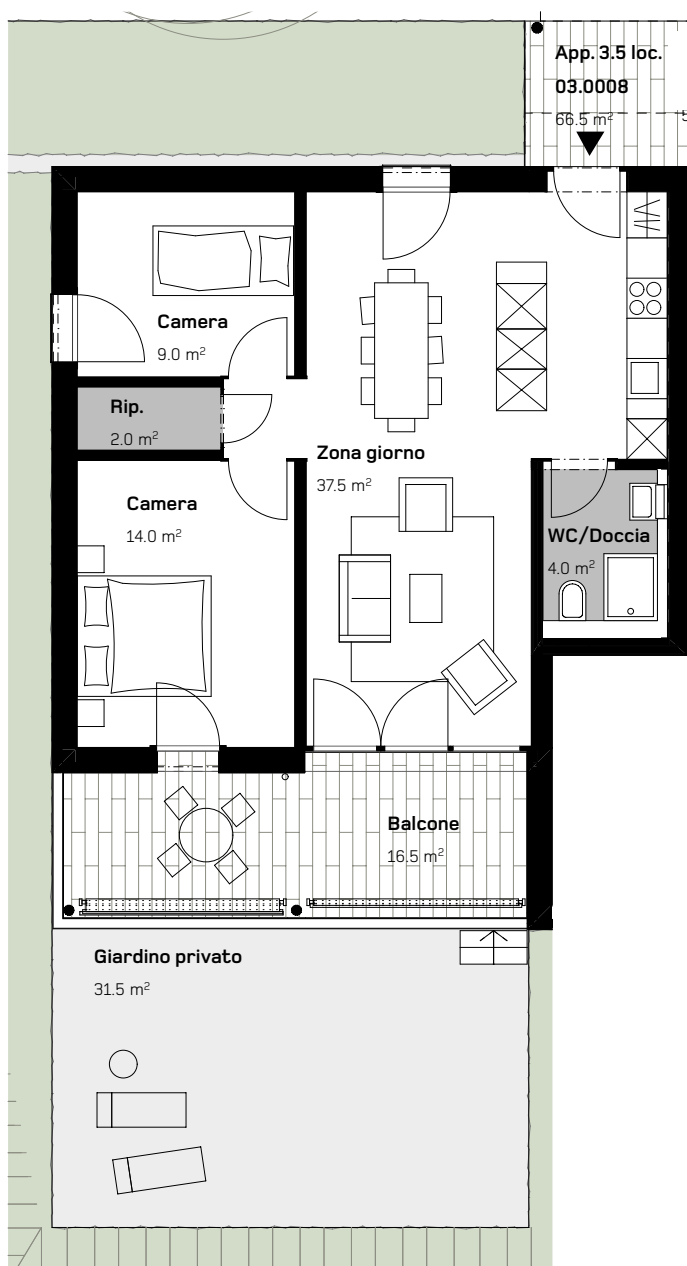 App. 3.5 loc.
03.0008
66.5 m²
Camera
9.0 m²
Rip.
2.0 m²
Zona giorno
37.5 m²
Camera
14.0 m²
WC/Doccia
4.0 m²
Balcone
16.5 m²
Giardino privato
31.5 m²